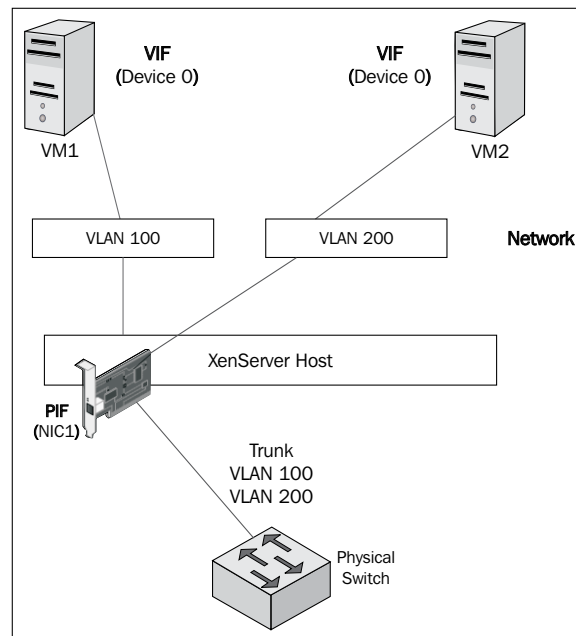 VIF
(Device 0)
VM1
VIF
(Device 0)
VM2
VLAN 100
VLAN 200
Network
XenServer Host
PIF
(NIC1)
Trunk
VLAN 100
VLAN 200
Physical
Switch